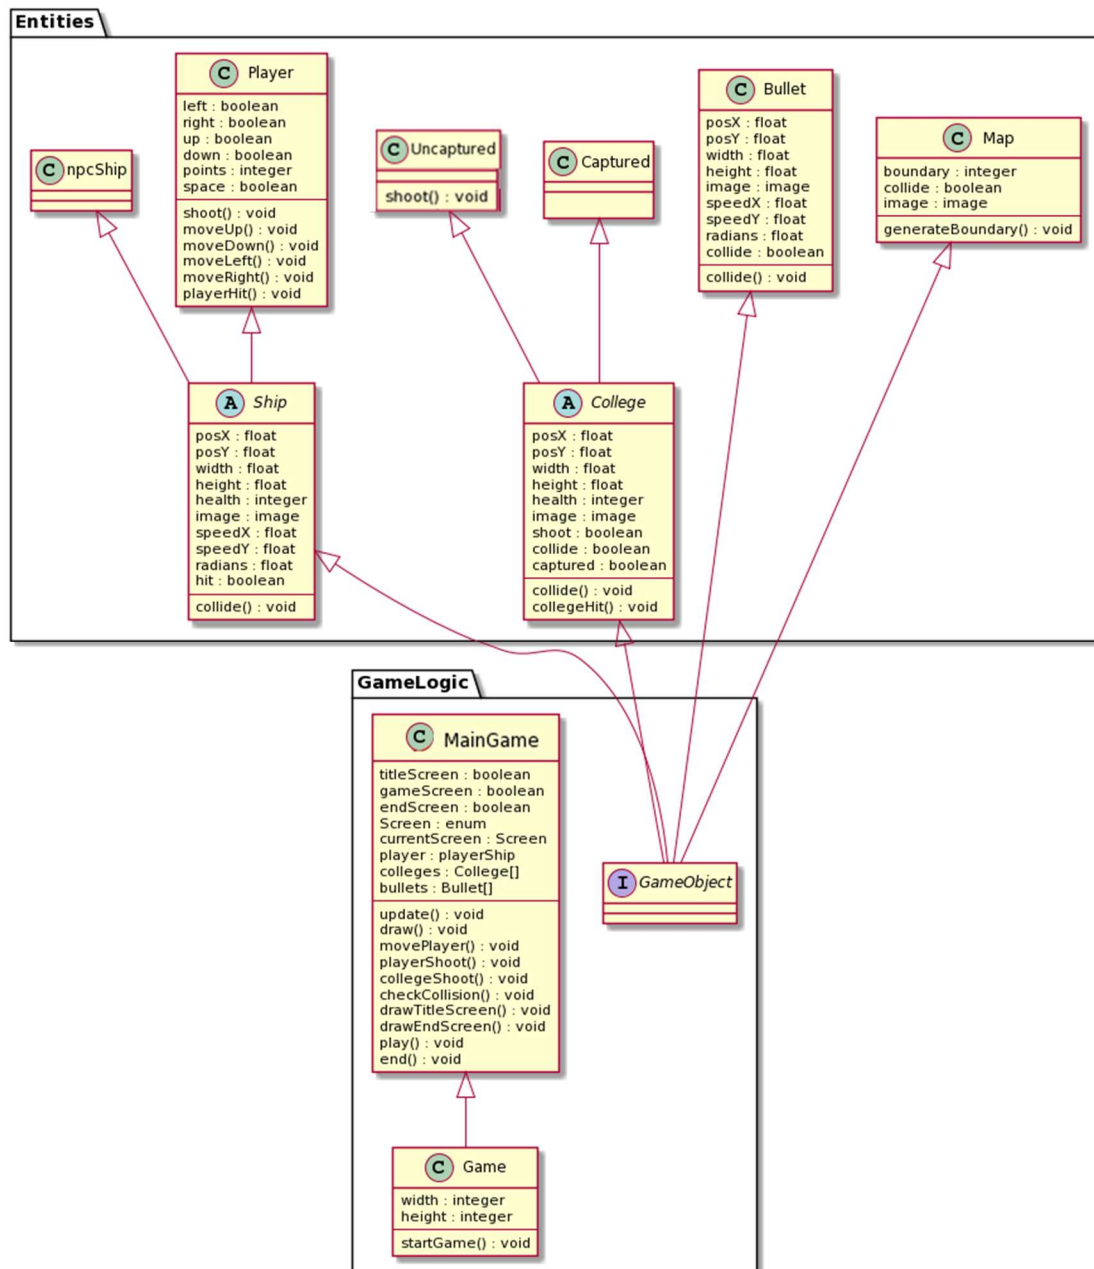 Entities
C npcShip
C Player
left : boolean
right : boolean
up : boolean
down : boolean
points : integer
space : boolean
shoot() : void
moveUp() : void
moveDown() : void
moveLeft() : void
moveRight() : void
playerHit() : void
C Uncaptured
shoot() : void
C Captured
C Bullet
posX : float
posY : float
width : float
height : float
image : image
speedX : float
speedY : float
radians : float
collide : boolean
collide() : void
C Map
boundary : integer
collide : boolean
image : image
generateBoundary() : void
A Ship
posX : float
posY : float
width : float
height : float
health : integer
image : image
speedX : float
speedY : float
radians : float
hit : boolean
collide() : void
A College
posX : float
posY : float
width : float
height : float
health : integer
image : image
shoot : boolean
collide : boolean
captured : boolean
collide() : void
collegeHit() : void
GameLogic
C MainGame
titleScreen : boolean
gameScreen : boolean
endScreen : boolean
Screen : enum
currentScreen : Screen
player : playerShip
colleges : College[]
bullets : Bullet[]
update() : void
draw() : void
movePlayer() : void
playerShoot() : void
collegeShoot() : void
checkCollision() : void
drawTitleScreen() : void
drawEndScreen() : void
play() : void
end() : void
I GameObject
C Game
width : integer
height : integer
startGame() : void